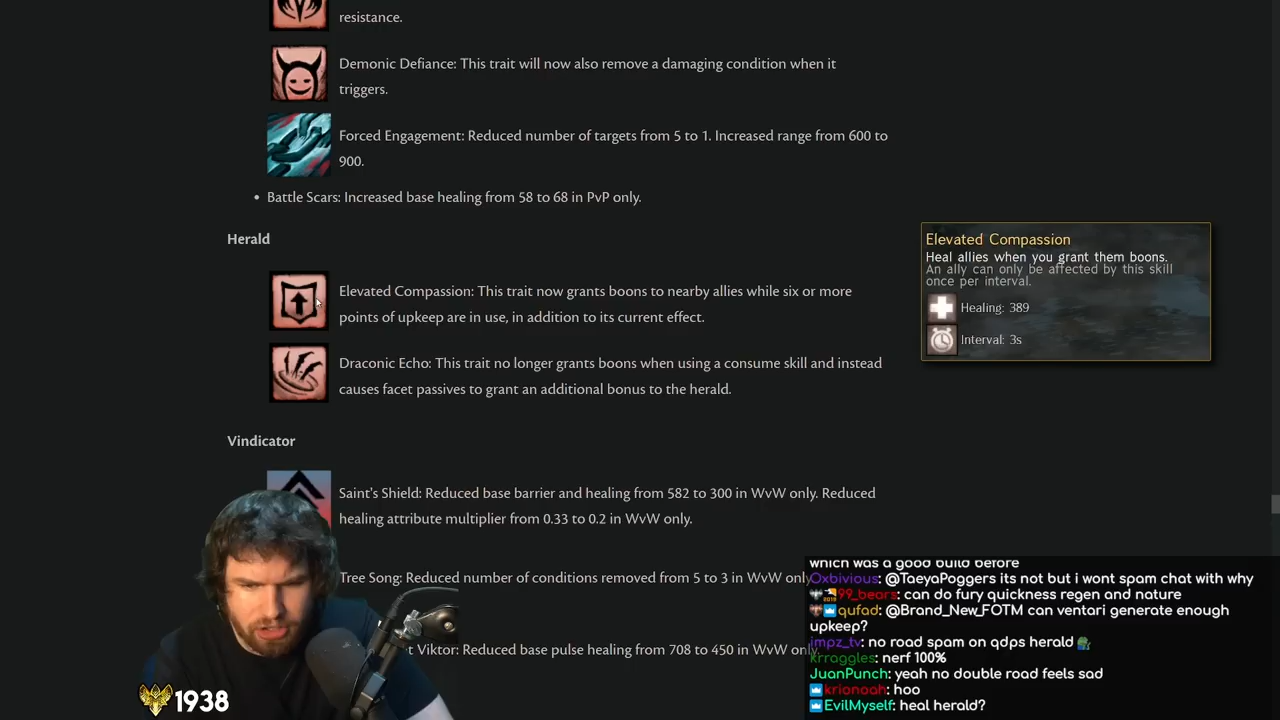 resistance.
Demonic Defiance: This trait will now also remove a damaging condition when it
triggers.
Forced Engagement: Reduced number of targets from 5 to 1. Increased range from 600 to
900.
• Battle Scars: Increased base healing from 58 to 68 in PvP only.
Herald
Elevated Compassion: This trait now grants boons to nearby allies while six or more
points of upkeep are in use, in addition to its current effect.
Draconic Echo: This trait no longer grants boons when using a consume skill and instead
causes facet passives to grant an additional bonus to the herald.
Elevated Compassion
Heal allies when you grant them boons.
An ally can only be affected by this skill
once per interval.
Healing: 389
Interval: 3s
Vindicator
Saint's Shield: Reduced base barrier and healing from 582 to 300 in WvW only. Reduced
healing attribute multiplier from 0.33 to 0.2 in WvW only.
Tree Song: Reduced number of conditions removed from 5 to 3 in WvW only
t Viktor: Reduced base pulse healing from 708 to 450 in WvW only.
1938
which was a good build before
Oxbivious: @TaeyaPoggers its not but i wont spam chat with why
99_bears: can do fury quickness regen and nature
qufad: @Brand_New_FOTM can ventari generate enough
upkeep?
impz_tv: no road spam on qdps herald
krraggles: nerf 100%
JuanPunch: yeah no double road feels sad
krionoah: hoo
EvilMyself: heal herald?